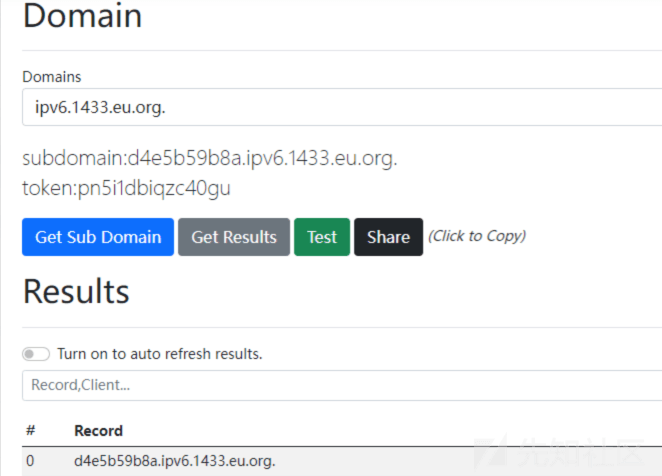 Domain
Domains
ipv6.1433.eu.org.
subdomain:d4e5b59b8a.ipv6.1433.eu.org.
token:pn5i1dbiqzc40gu
Get Sub Domain Get Results Test Share (Click to Copy)
Results
Turn on to auto refresh results.
Record,Client...
# Record
0 d4e5b59b8a.ipv6.1433.eu.org.
先知社区